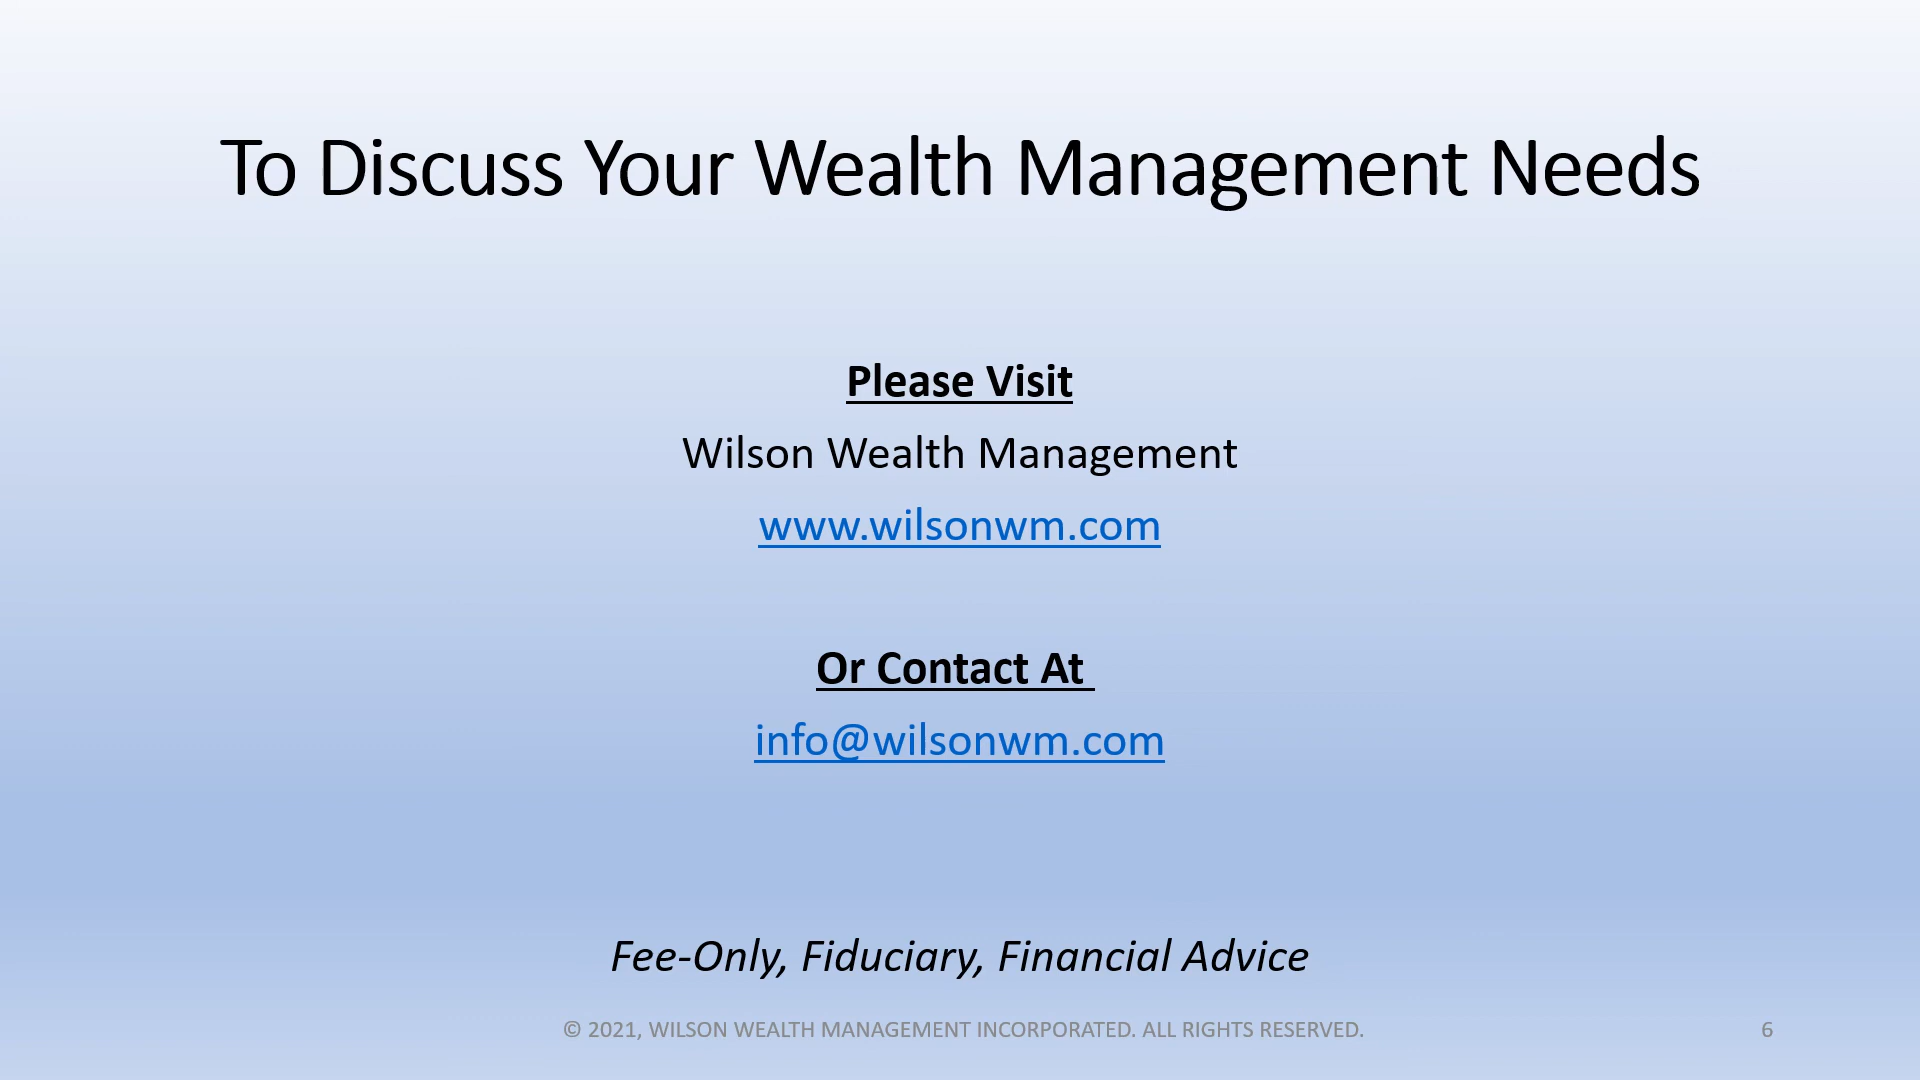 To Discuss Your Wealth Management Needs
Please Visit
Wilson Wealth Management
www.wilsonwm.com
Or Contact At
info@wilsonwm.com
Fee-Only, Fiduciary, Financial Advice
© 2021, WILSON WEALTH MANAGEMENT INCORPORATED. ALL RIGHTS RESERVED.
6